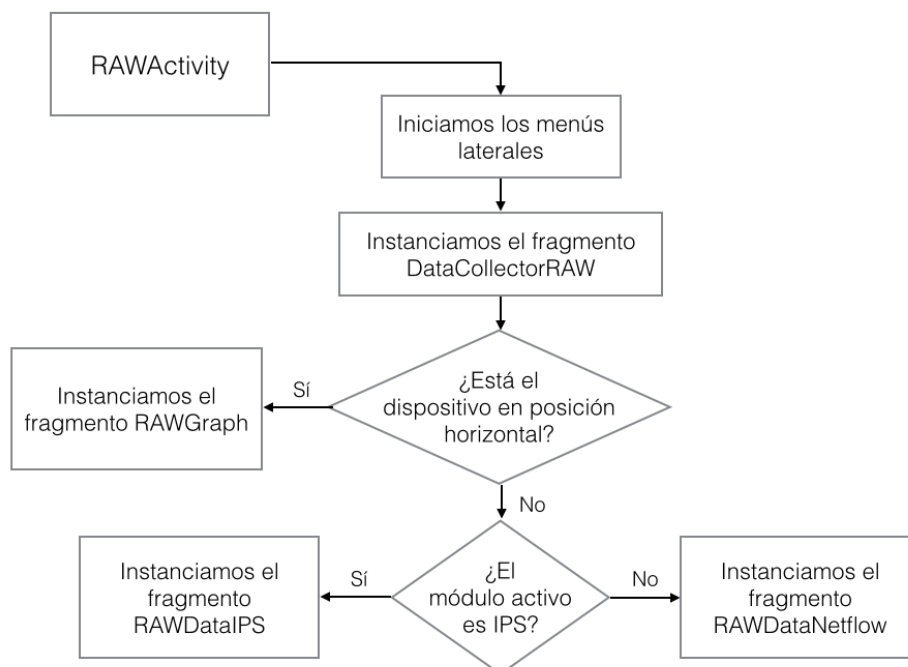 RAWActivity
Iniciamos los menús
laterales
Instanciamos el fragmento
DataCollectorRAW
¿Está el
dispositivo en posición
horizontal?
Sí
Instanciamos el
fragmento RAWGraph
No
¿El
módulo activo
es IPS?
Sí
Instanciamos el
fragmento
RAWDataIPS
No
Instanciamos el
fragmento
RAWDataNetflow